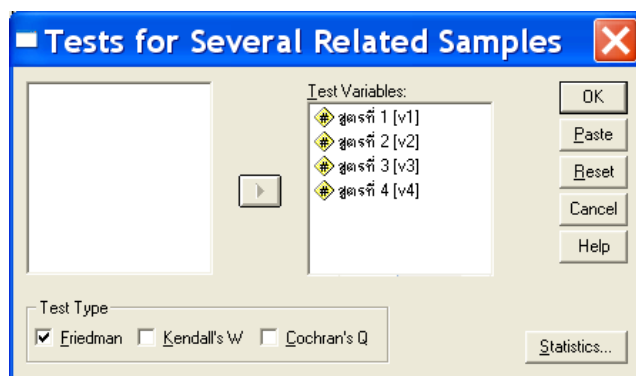 Tests for Several Related Samples
Test Variables:
สูตรที่ 1 [v1]
สูตรที่ 2 [v2]
สูตรที่ 3 [v3]
สูตรที่ 4 [v4]
OK
Paste
Reset
Cancel
Help
Test Type
Friedman Kendall's W Cochran's Q
Statistics...